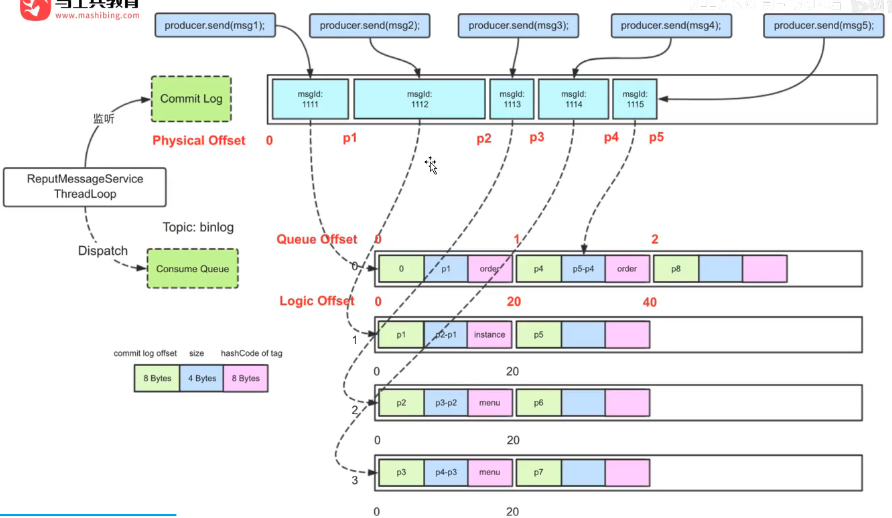 马士兵教育
www.mashibing.com
producer.send(msg1);
producer.send(msg2);
producer.send(msg3);
producer.send(msg4);
producer.send(msg5);
Commit Log
msgId:
1111
msgId:
1112
msgId:
1113
msgId:
1114
msgId:
1115
监听
Physical Offset
0
p1
p2
p3
p4
p5
ReputMessageService
ThreadLoop
Topic: binlog
Dispatch
Consume Queue
Queue Offset
0
1
2
0
0
p1
order
p4
p5-p4
order
p8
Logic Offset
0
20
40
1
p1
p2-p1
instance
p5
0
20
commit log offset
size
hashCode of tag
8 Bytes
4 Bytes
8 Bytes
2
p2
p3-p2
menu
p6
0
20
3
p3
p4-p3
menu
p7
0
20